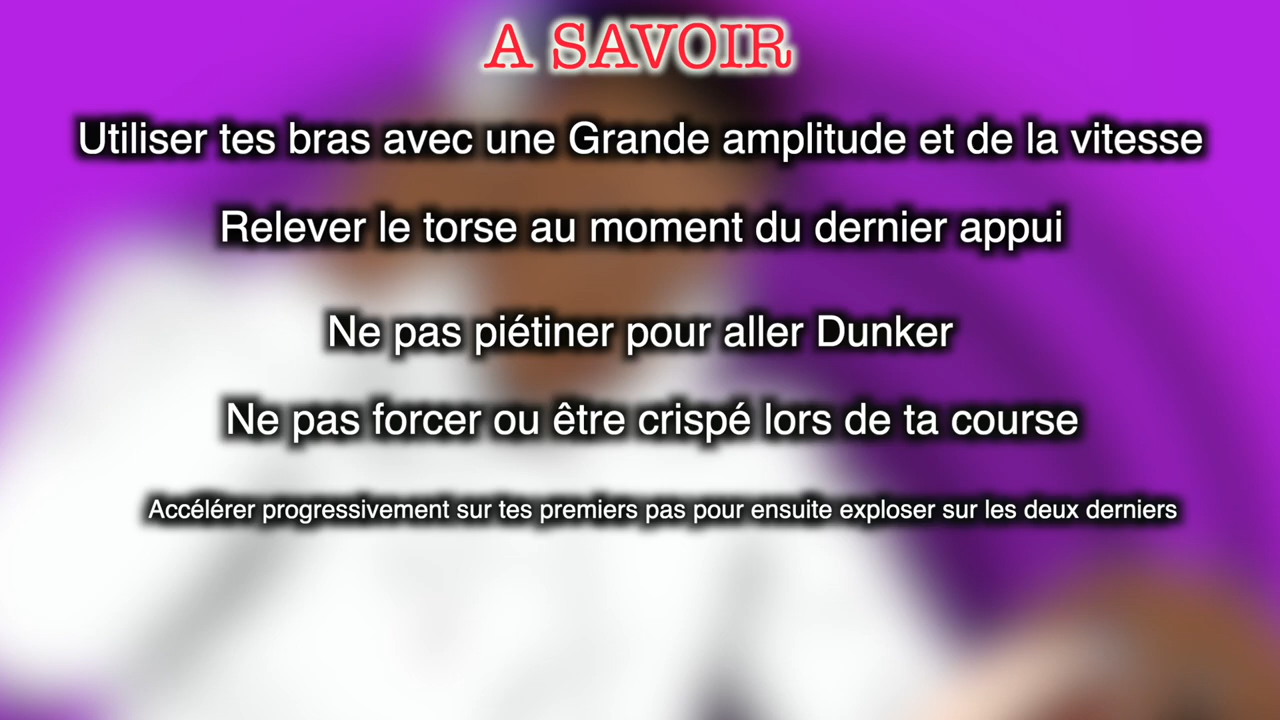 A SAVOIR
Utiliser tes bras avec une Grande amplitude et de la vitesse
Relever le torse au moment du dernier appui
Ne pas piétiner pour aller Dunker
Ne pas forcer ou être crispé lors de ta course
Accélérer progressivement sur tes premiers pas pour ensuite exploser sur les deux derniers